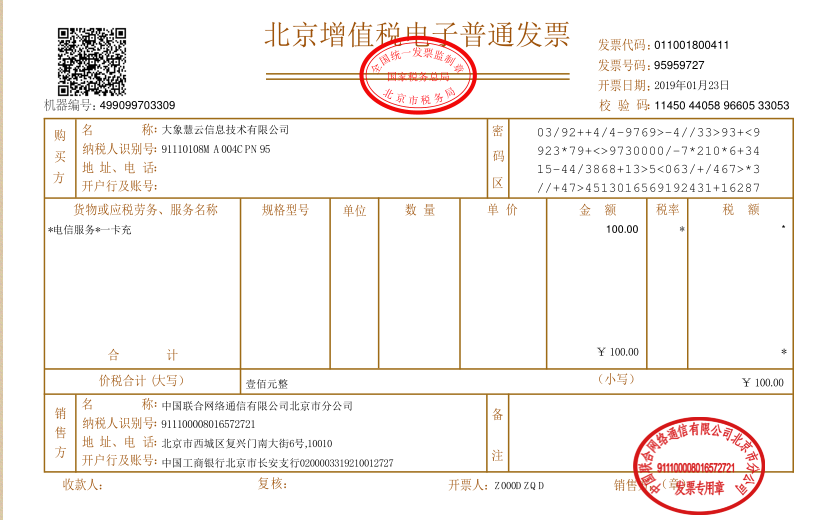 北京增值税电子普通发票
全国统一发票监制章
国家税务总局
北京市税务局
发票代码：011001800411
发票号码：95959727
开票日期：2019年01月23日
校 验 码：11450 44058 96605 33053
机器编号：499099703309
购买方
名 称：大象慧云信息技术有限公司
纳税人识别号：91110108MA004CPN95
地 址、电 话：
开户行及账号：
密码区
03/92++4/4-9769>-4//33>93+<9
923*79+<>9730000/-7*210*6+34
15-44/3868+13>5<063/+/467>*3
//+47>4513016569192431+16287
货物或应税劳务、服务名称 规格型号 单位 数 量 单 价 金 额 税率 税 额
*电信服务*一卡充 100.00 * *
合 计 ￥100.00 *
价税合计（大写） 壹佰元整 （小写） ￥100.00
销售方
名 称：中国联合网络通信有限公司北京市分公司
纳税人识别号：911100008016572721
地 址、电 话：北京市西城区复兴门南大街6号,10010
开户行及账号：中国工商银行北京市长安支行0200003319210012727
备注
收款人： 复核： 开票人：Z000DZQD 销售方：（章）
中国联合网络通信有限公司北京市分公司
911100008016572721
发票专用章